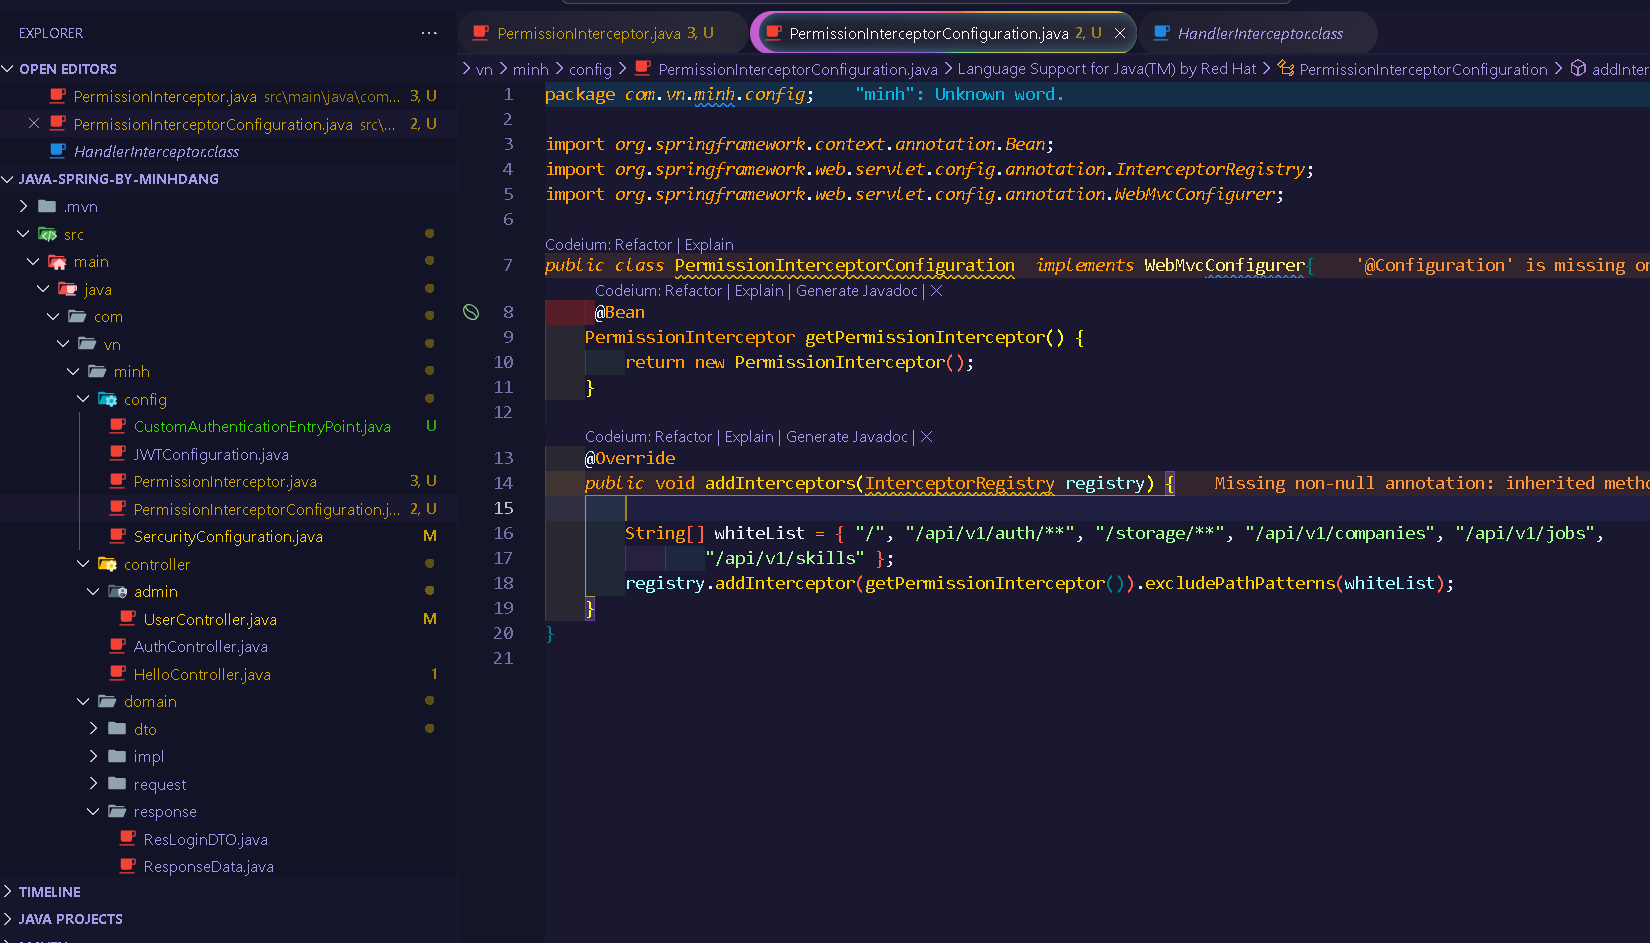 EXPLORER
···
OPEN EDITORS
PermissionInterceptor.java src\main\java\com... 3, U
PermissionInterceptorConfiguration.java src\... 2, U
HandlerInterceptor.class
JAVA-SPRING-BY-MINHDANG
.mvn
src
main
java
com
vn
minh
config
CustomAuthenticationEntryPoint.java U
JWTConfiguration.java
PermissionInterceptor.java 3, U
PermissionInterceptorConfiguration.j... 2, U
SercurityConfiguration.java M
controller
admin
UserController.java M
AuthController.java
HelloController.java 1
domain
dto
impl
request
response
ResLoginDTO.java
ResponseData.java
TIMELINE
JAVA PROJECTS
PermissionInterceptor.java 3, U
PermissionInterceptorConfiguration.java 2, U
HandlerInterceptor.class
vn > minh > config > PermissionInterceptorConfiguration.java > Language Support for Java(TM) by Red Hat > PermissionInterceptorConfiguration > addInter
1 package com.vn.minh.config; "minh": Unknown word.
2
3 import org.springframework.context.annotation.Bean;
4 import org.springframework.web.servlet.config.annotation.InterceptorRegistry;
5 import org.springframework.web.servlet.config.annotation.WebMvcConfigurer;
6
Codeium: Refactor | Explain
7 public class PermissionInterceptorConfiguration implements WebMvcConfigurer{ '@Configuration' is missing on
Codeium: Refactor | Explain | Generate Javadoc | ×
8 @Bean
9 PermissionInterceptor getPermissionInterceptor() {
10 return new PermissionInterceptor();
11 }
12
Codeium: Refactor | Explain | Generate Javadoc | ×
13 @Override
14 public void addInterceptors(InterceptorRegistry registry) { Missing non-null annotation: inherited metho
15
16 String[] whiteList = { "/", "/api/v1/auth/**", "/storage/**", "/api/v1/companies", "/api/v1/jobs",
17 "/api/v1/skills" };
18 registry.addInterceptor(getPermissionInterceptor()).excludePathPatterns(whiteList);
19 }
20 }
21